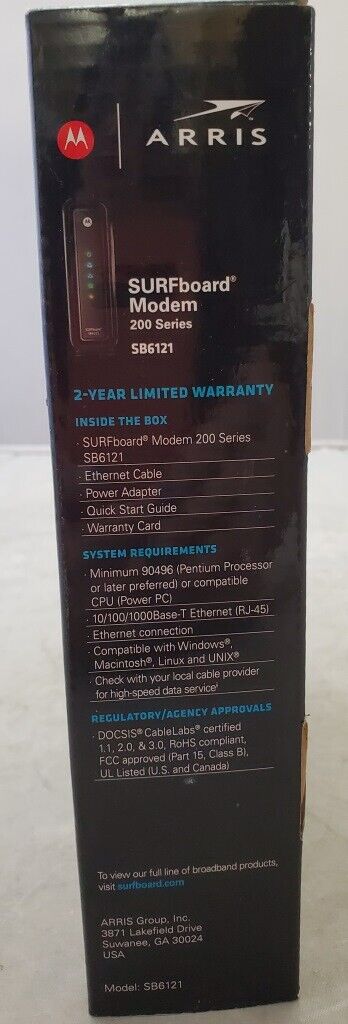 ARRIS
SURFboard®
Modem
200 Series
SB6121
2-YEAR LIMITED WARRANTY
INSIDE THE BOX
· SURFboard® Modem 200 Series
SB6121
· Ethernet Cable
· Power Adapter
· Quick Start Guide
· Warranty Card
SYSTEM REQUIREMENTS
· Minimum 90496 (Pentium Processor
or later preferred) or compatible
CPU (Power PC)
· 10/100/1000Base-T Ethernet (RJ-45)
· Ethernet connection
· Compatible with Windows®,
Macintosh®, Linux and UNIX®
· Check with your local cable provider
for high-speed data service‡
REGULATORY/AGENCY APPROVALS
· DOCSIS® CableLabs® certified
1.1, 2.0, & 3.0, RoHS compliant,
FCC approved (Part 15, Class B),
UL Listed (U.S. and Canada)
To view our full line of broadband products,
visit surfboard.com
ARRIS Group, Inc.
3871 Lakefield Drive
Suwanee, GA 30024
USA
Model: SB6121